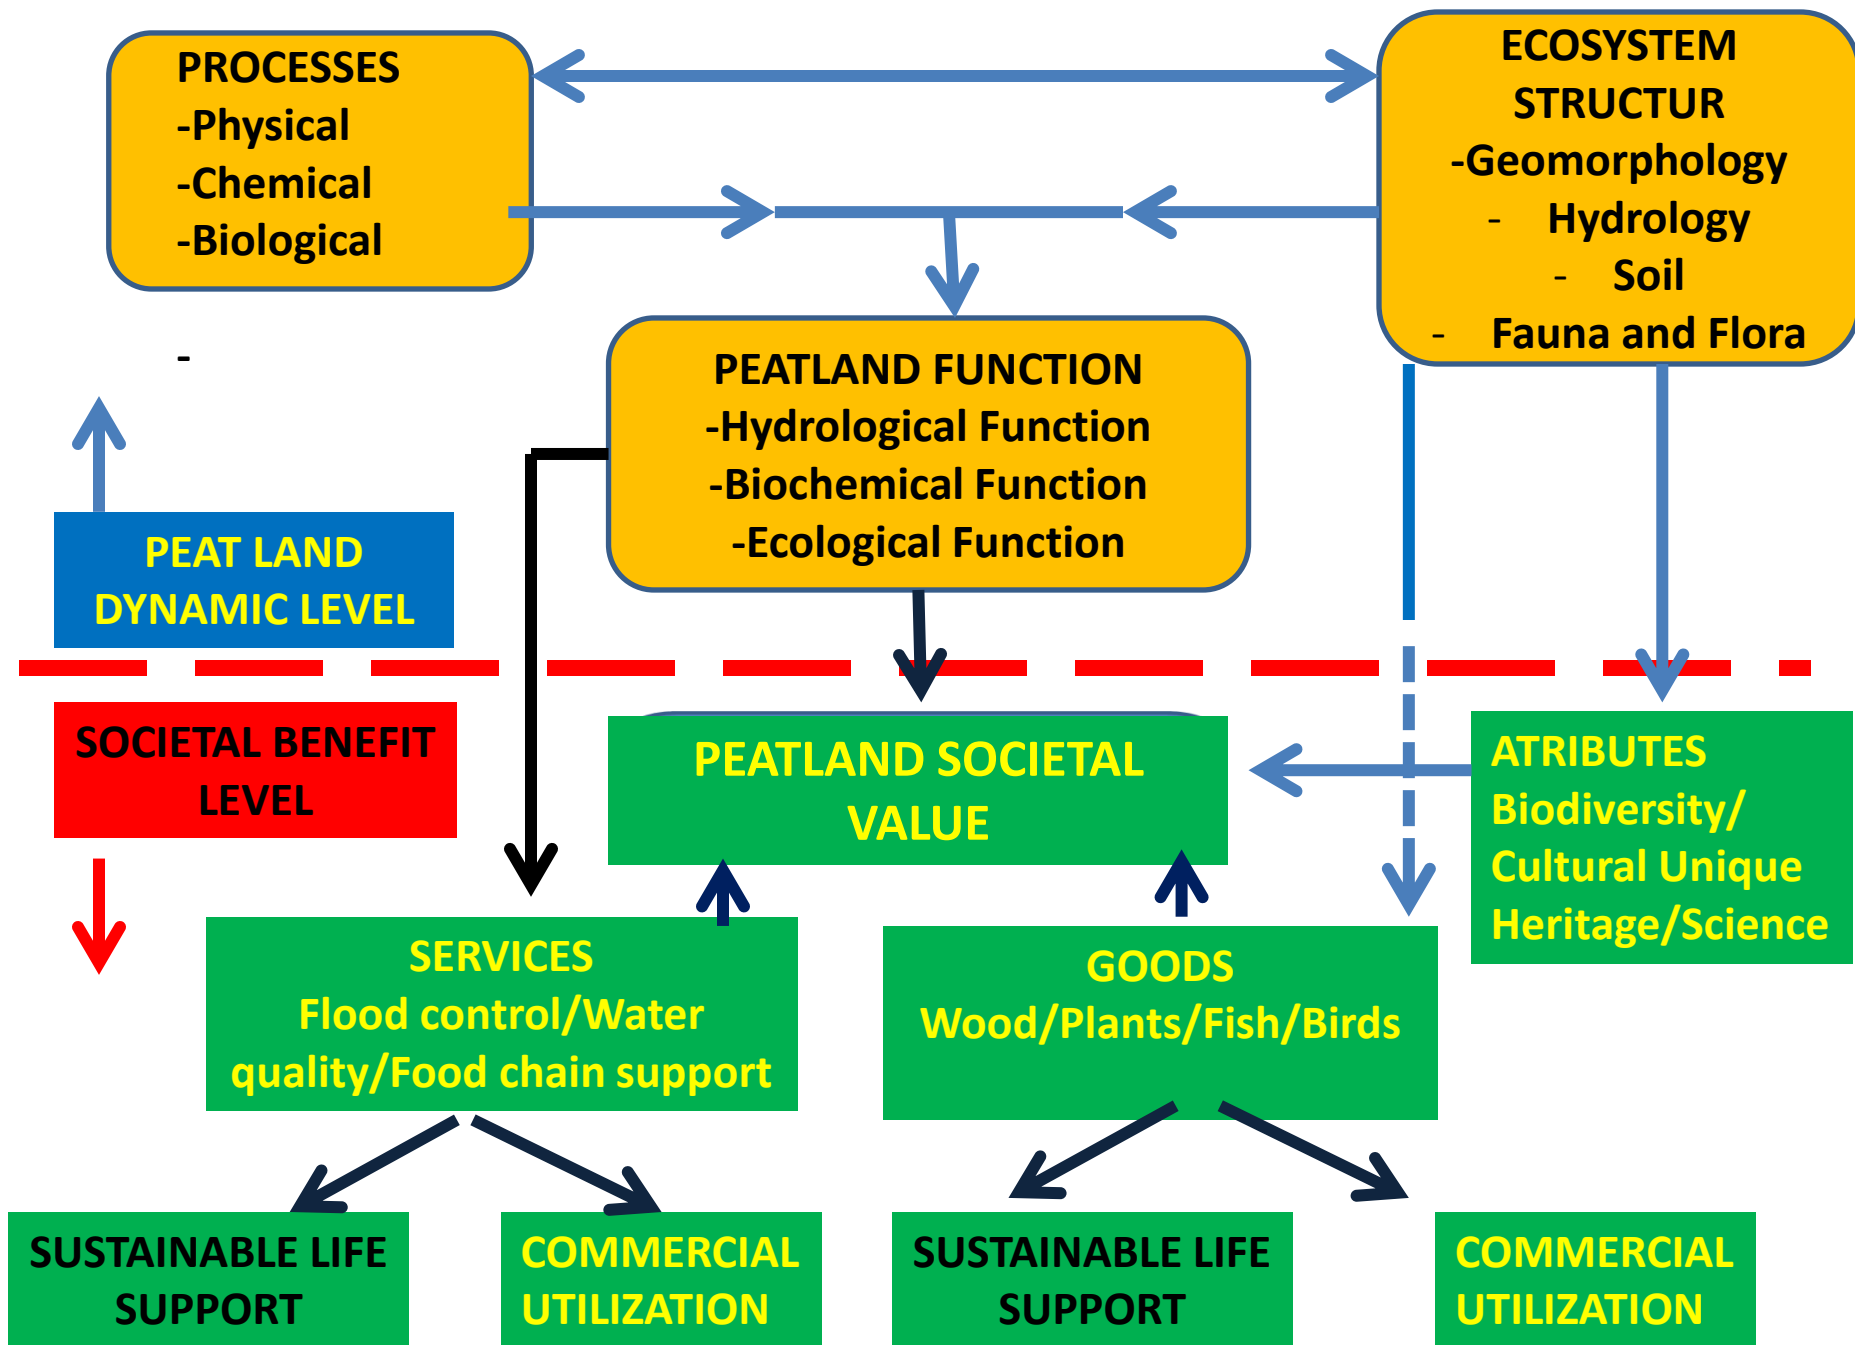 PROCESSES
-Physical
-Chemical
-Biological
-
ECOSYSTEM
STRUCTUR
-Geomorphology
- Hydrology
- Soil
- Fauna and Flora
PEATLAND FUNCTION
-Hydrological Function
-Biochemical Function
-Ecological Function
PEAT LAND
DYNAMIC LEVEL
SOCIETAL BENEFIT
LEVEL
PEATLAND SOCIETAL
VALUE
ATRIBUTES
Biodiversity/
Cultural Unique
Heritage/Science
SERVICES
Flood control/Water
quality/Food chain support
GOODS
Wood/Plants/Fish/Birds
SUSTAINABLE LIFE
SUPPORT
COMMERCIAL
UTILIZATION
SUSTAINABLE LIFE
SUPPORT
COMMERCIAL
UTILIZATION